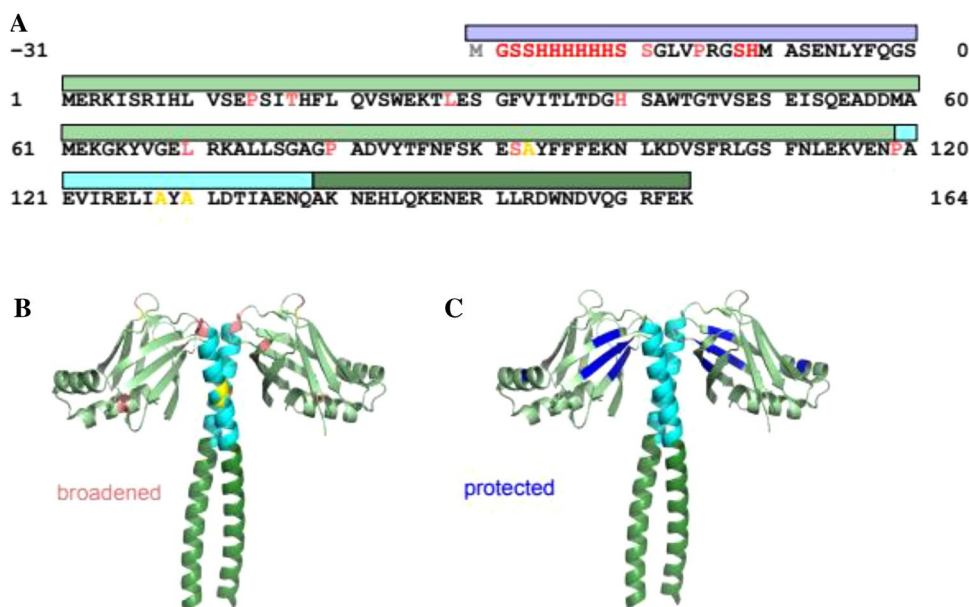 A
−31 M GSSHHHHHHS SGLVPRGSHM ASENLYFQGS 0
1 MERKISRIHL VSEPSITHFL QVSWEKTLES GFVITLTDGH SAWTGTVSES EISQEADDMA 60
61 MEKGKYVGEL RKALLSGAGP ADVYTFNFSK ESAYFFFEKN LKDVSFRLGS FNLEKVENPA 120
121 EVIRELIAYA LDTIAENQAK NEHLQKENER LLRDWNDVQG RFEK 164
B
C
broadened
protected